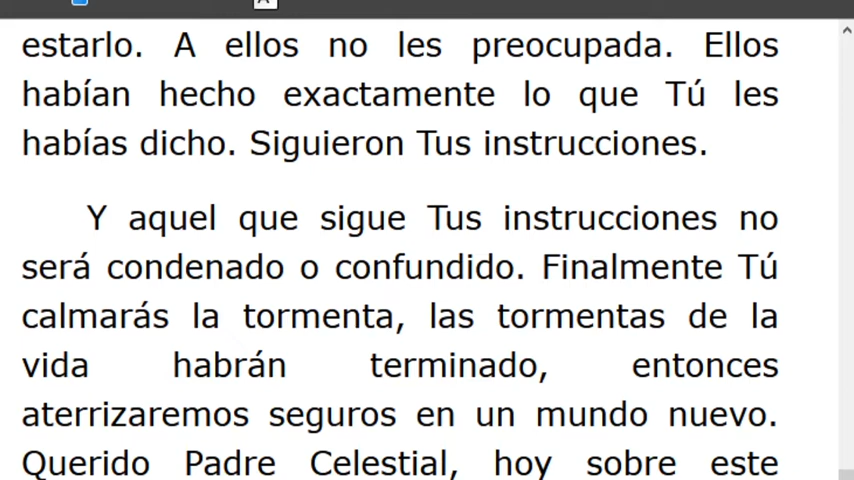 estarlo. A ellos no les preocupada. Ellos
habían hecho exactamente lo que Tú les
habías dicho. Siguieron Tus instrucciones.
Y aquel que sigue Tus instrucciones no
será condenado o confundido. Finalmente Tú
calmarás la tormenta, las tormentas de la
vida habrán terminado, entonces
aterrizaremos seguros en un mundo nuevo.
Querido Padre Celestial, hoy sobre este